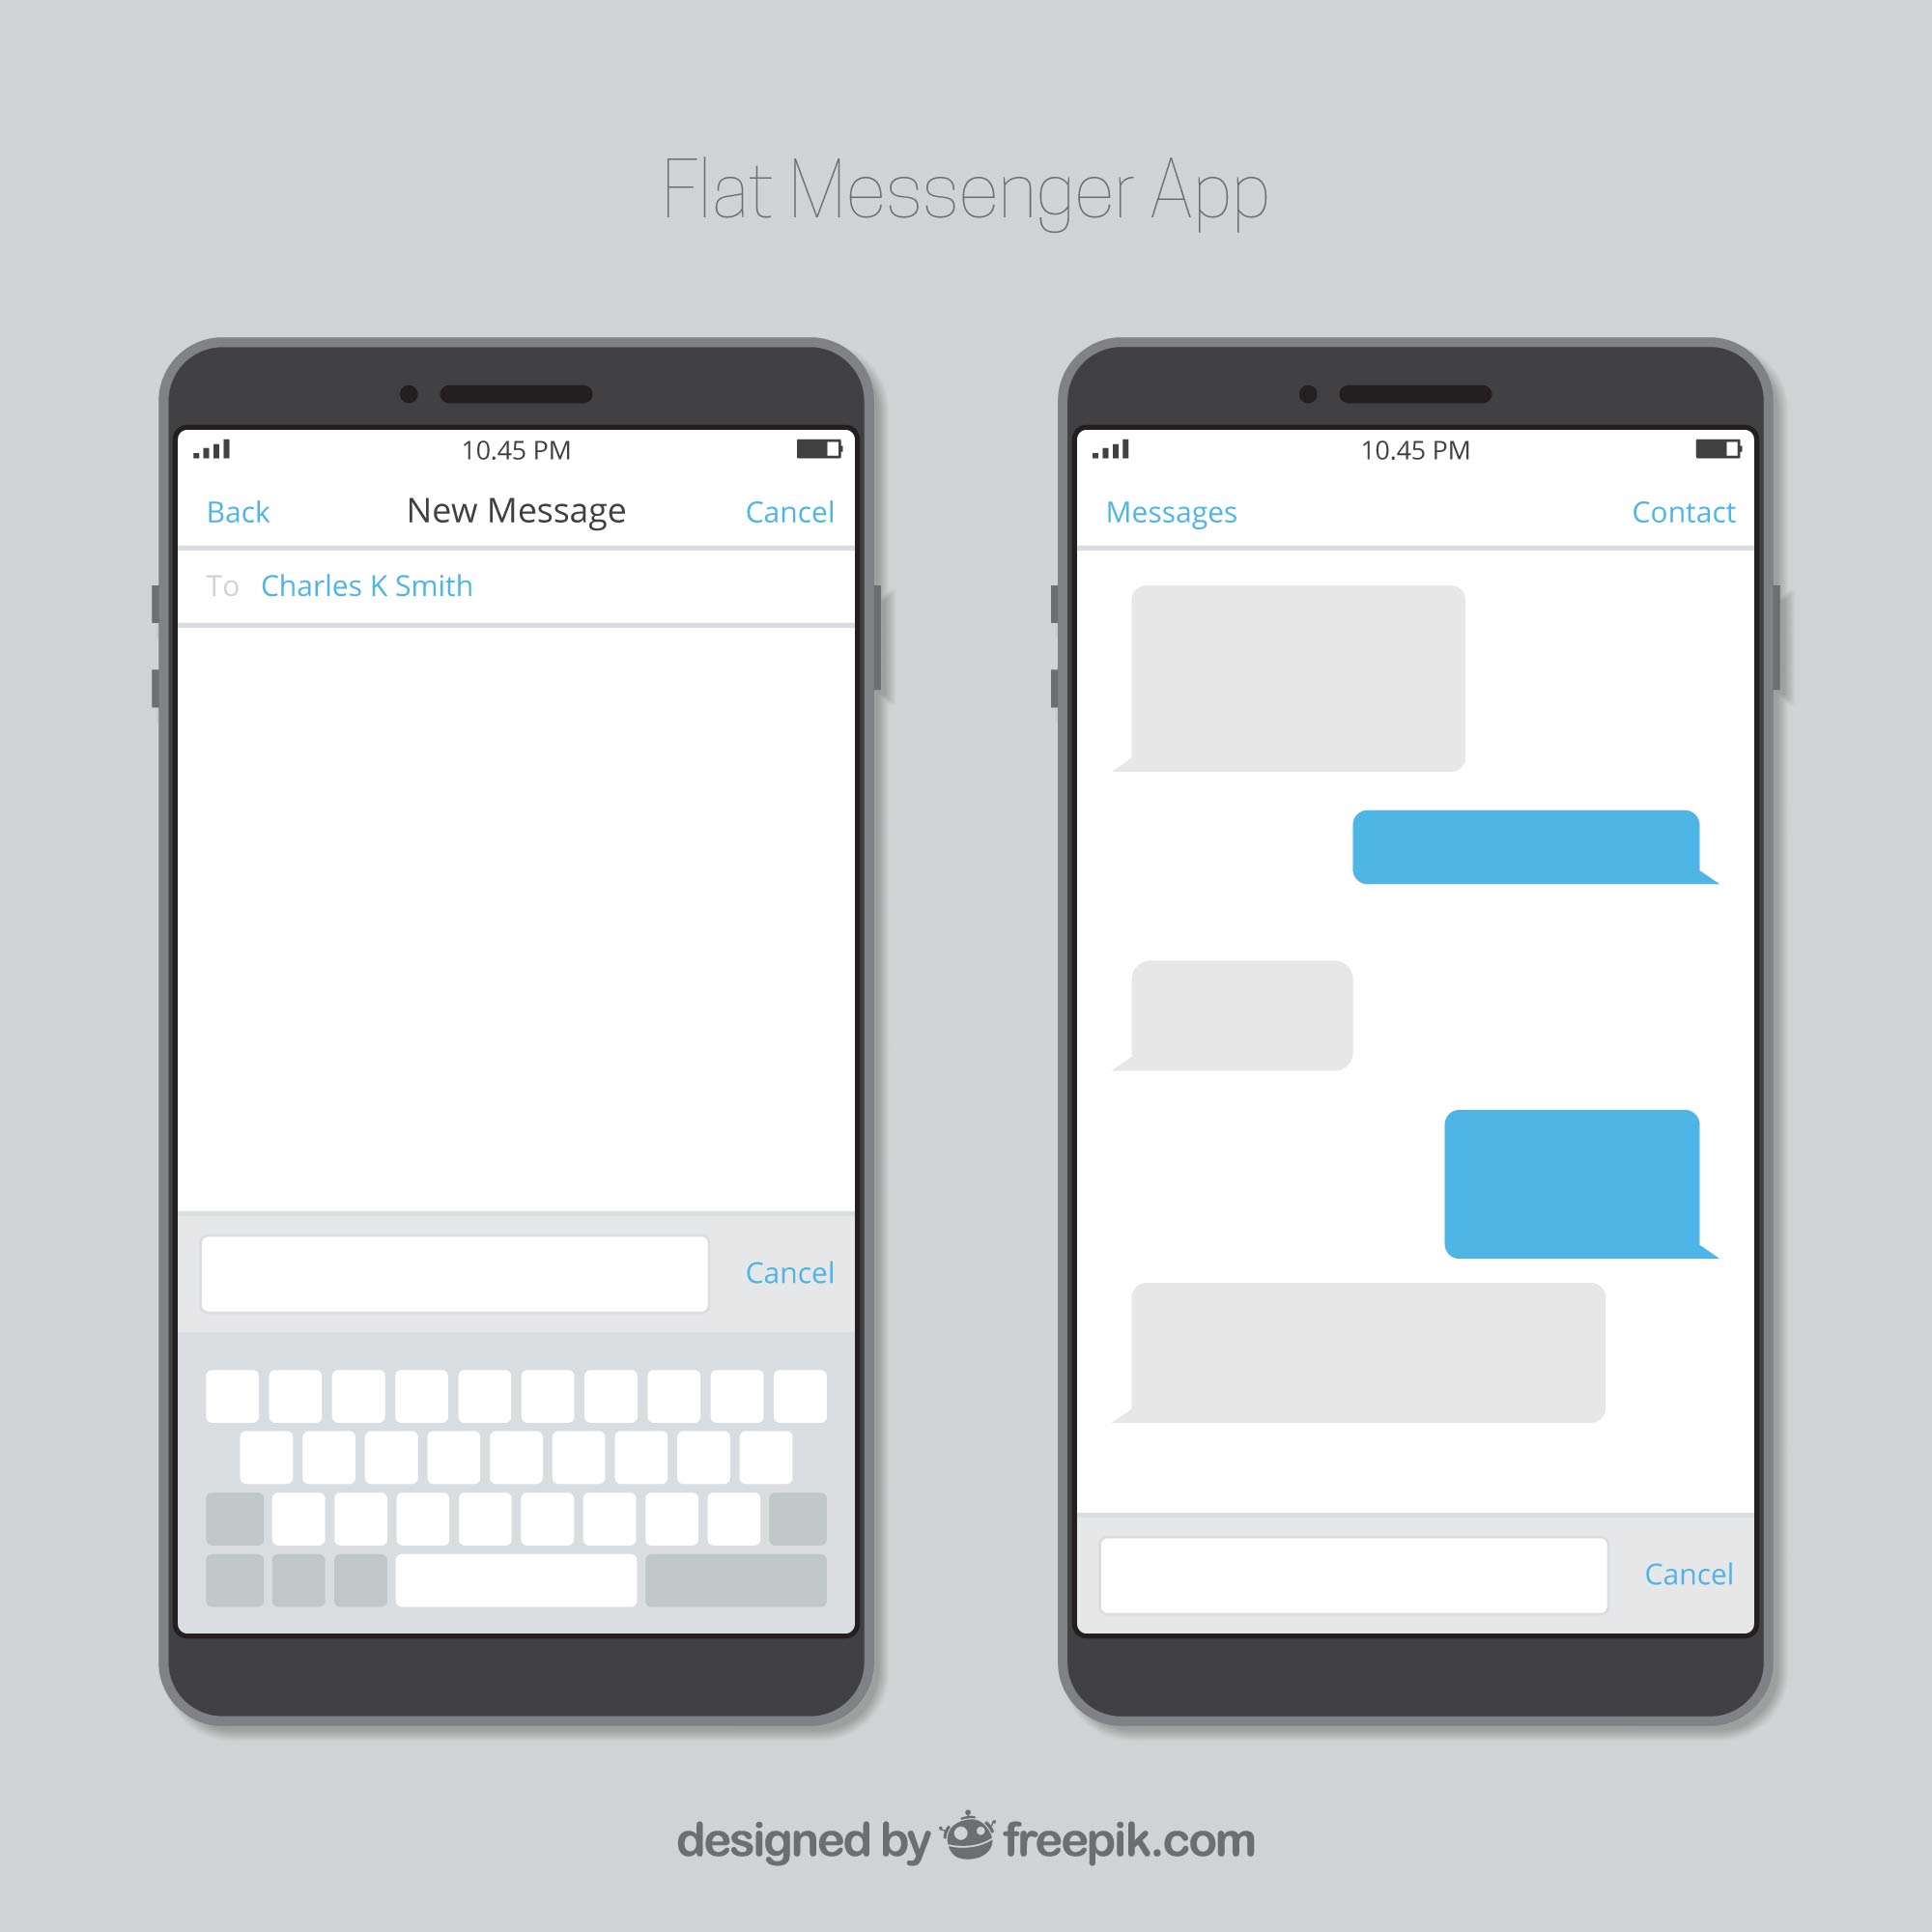 Flat Messenger App
10.45 PM
Back New Message Cancel
To Charles K Smith
Cancel
10.45 PM
Messages Contact
Cancel
designed by freepik.com